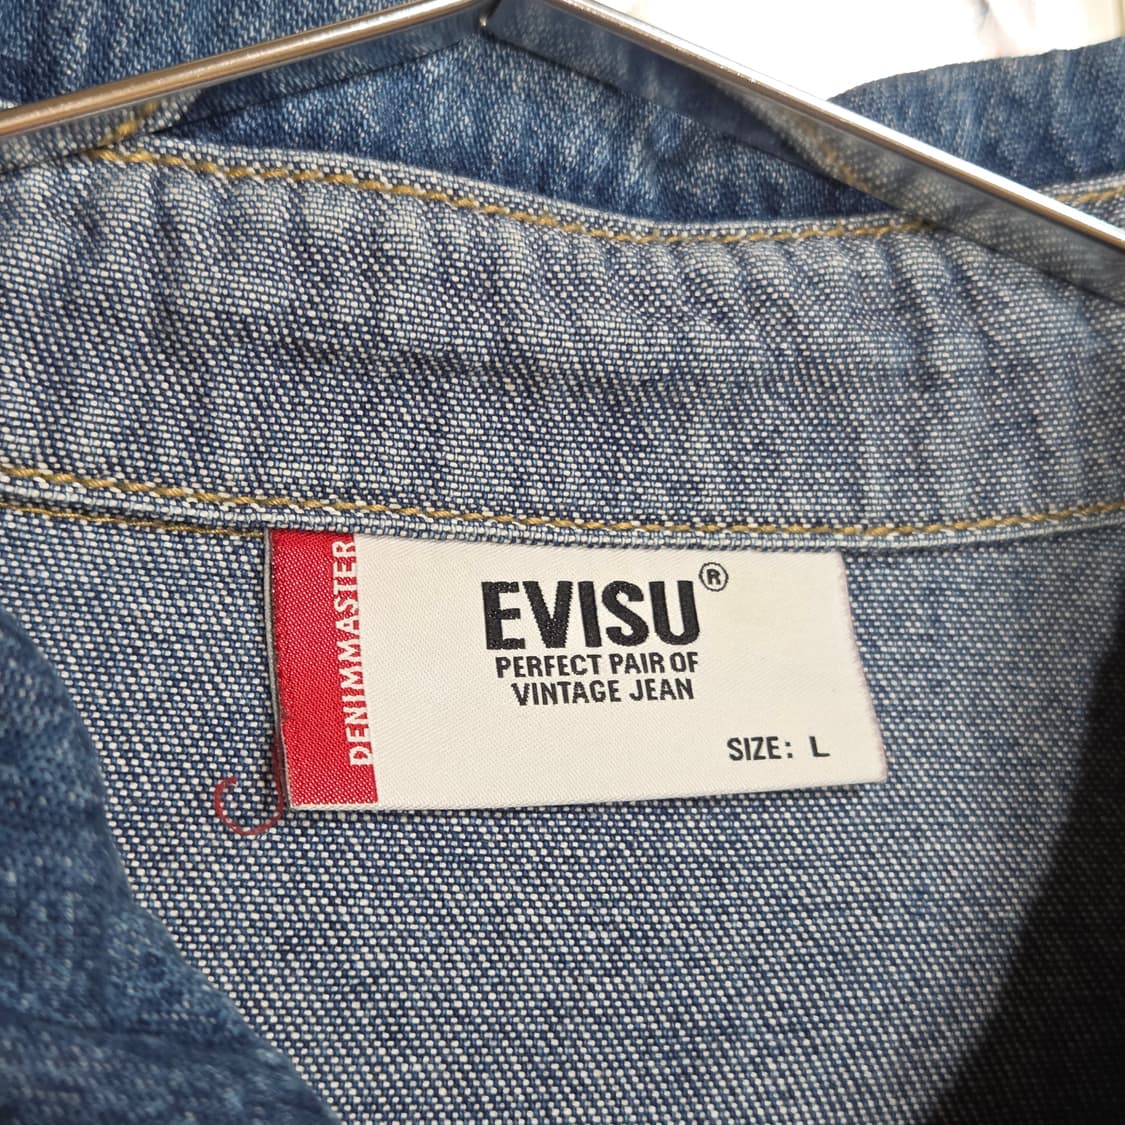 DENIMMASTER
EVISU®
PERFECT PAIR OF
VINTAGE JEAN
SIZE: L